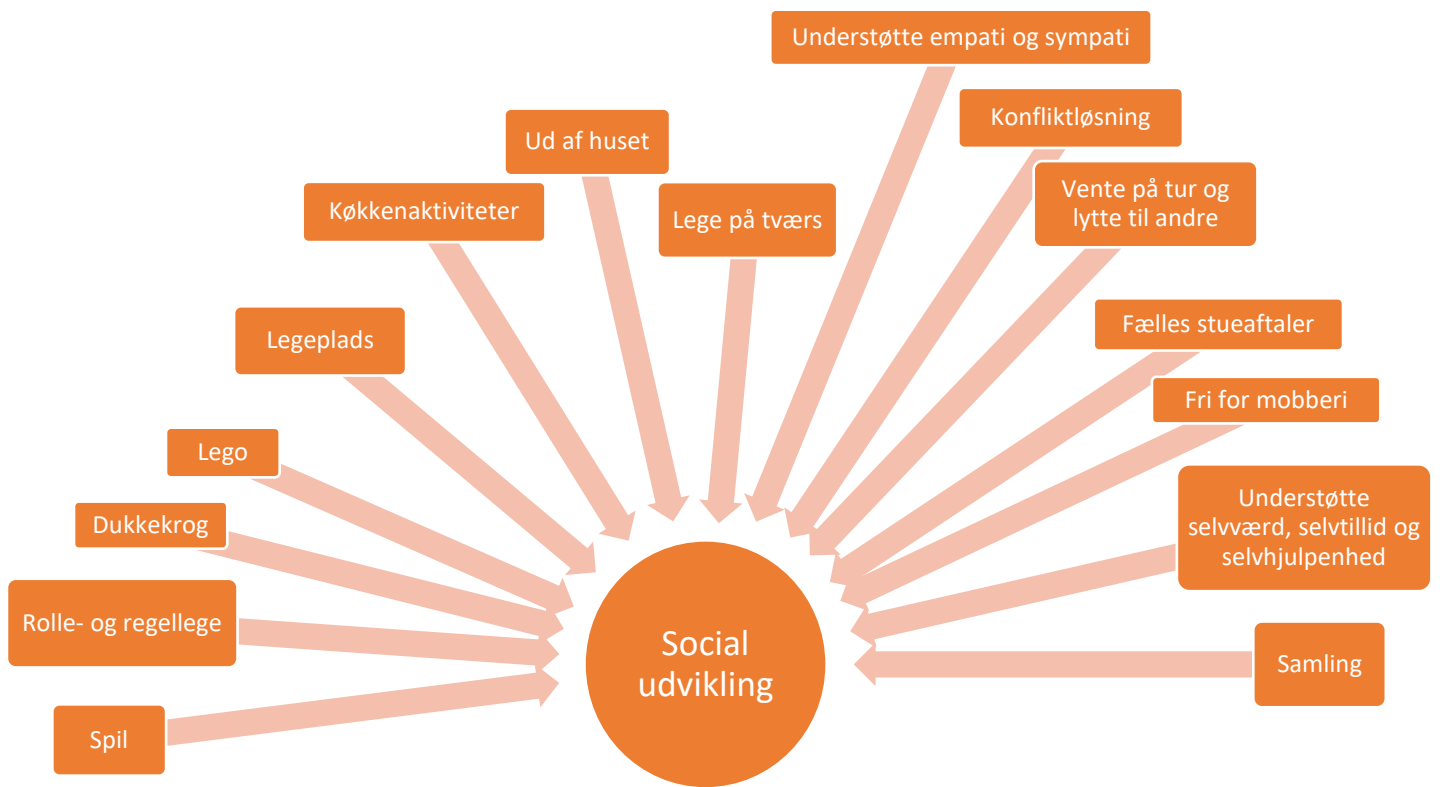 Understøtte empati og sympati
Konfliktløsning
Ud af huset
Vente på tur og
lytte til andre
Køkkenaktiviteter
Lege på tværs
Legeplads
Fælles stueaftaler
Fri for mobberi
Lego
Understøtte
selvværd, selvtillid og
selvhjulpenhed
Dukkekrog
Rolle- og regellege
Social
udvikling
Samling
Spil